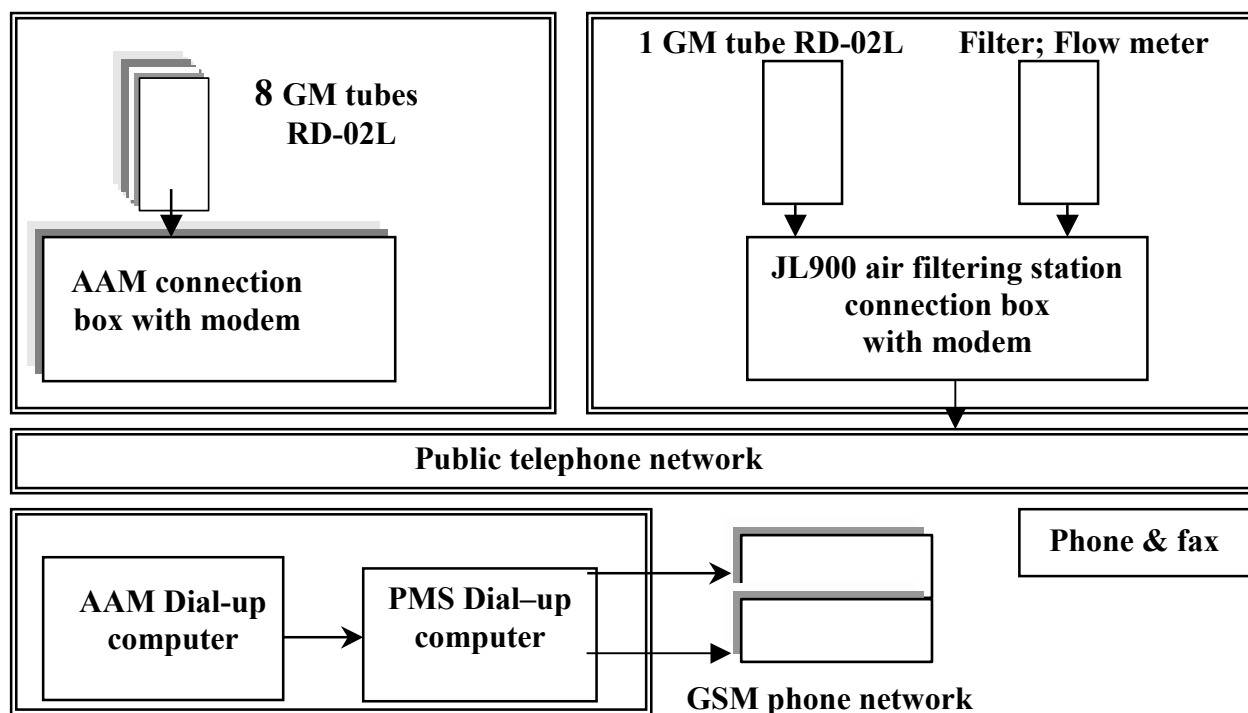 8 GM tubes
RD-02L
1 GM tube RD-02L
Filter; Flow meter
AAM connection
box with modem
JL900 air filtering station
connection box
with modem
Public telephone network
AAM Dial-up
computer
PMS Dial–up
computer
Phone & fax
GSM phone network